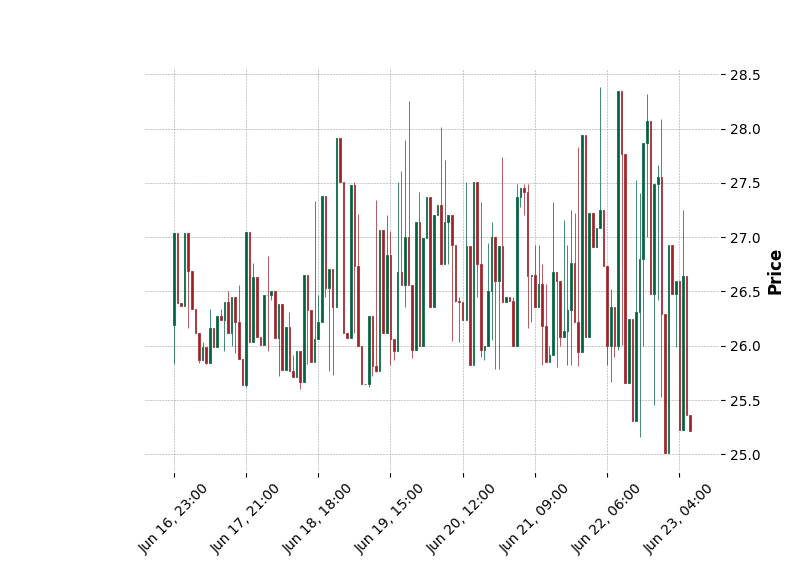 28.5
28.0
27.5
27.0
26.5
26.0
25.5
25.0
Price
Jun 16, 23:00
Jun 17, 21:00
Jun 18, 18:00
Jun 19, 15:00
Jun 20, 12:00
Jun 21, 09:00
Jun 22, 06:00
Jun 23, 04:00